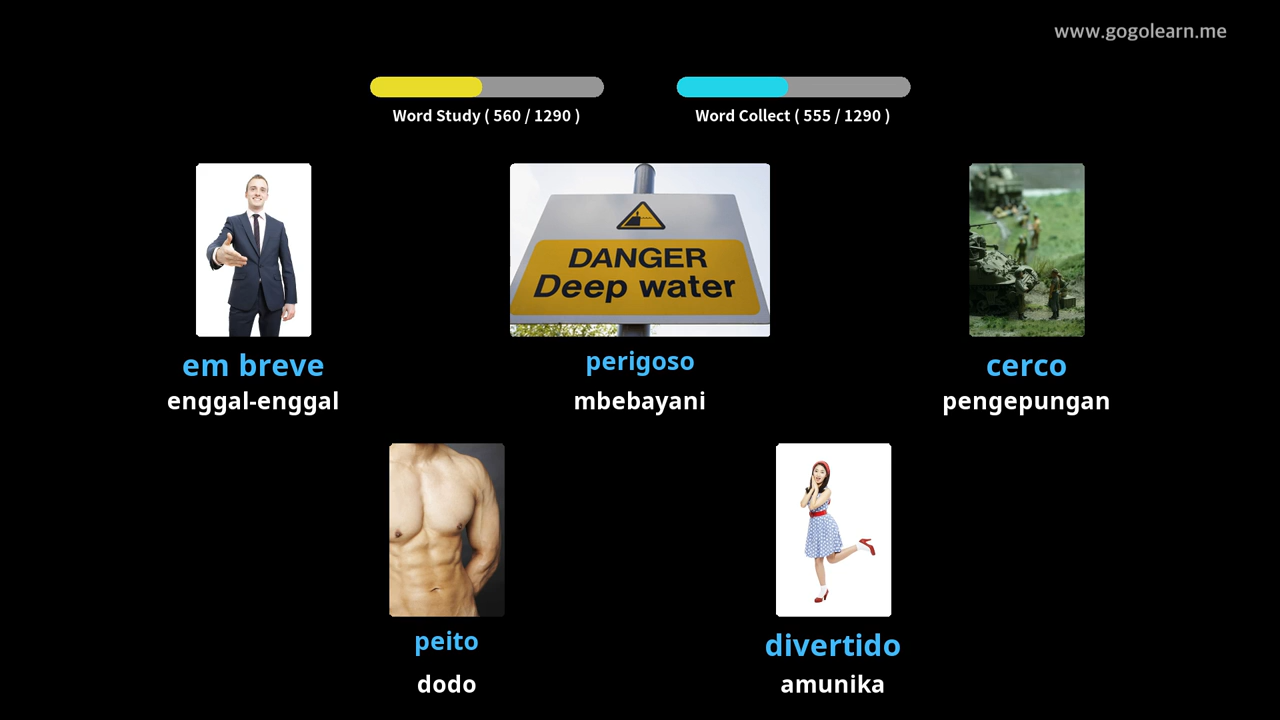 www.gogolearn.me
Word Study ( 560 / 1290 )
Word Collect ( 555 / 1290 )
DANGER
Deep water
em breve
enggal-enggal
perigoso
mbebayani
cerco
pengepungan
peito
dodo
divertido
amunika